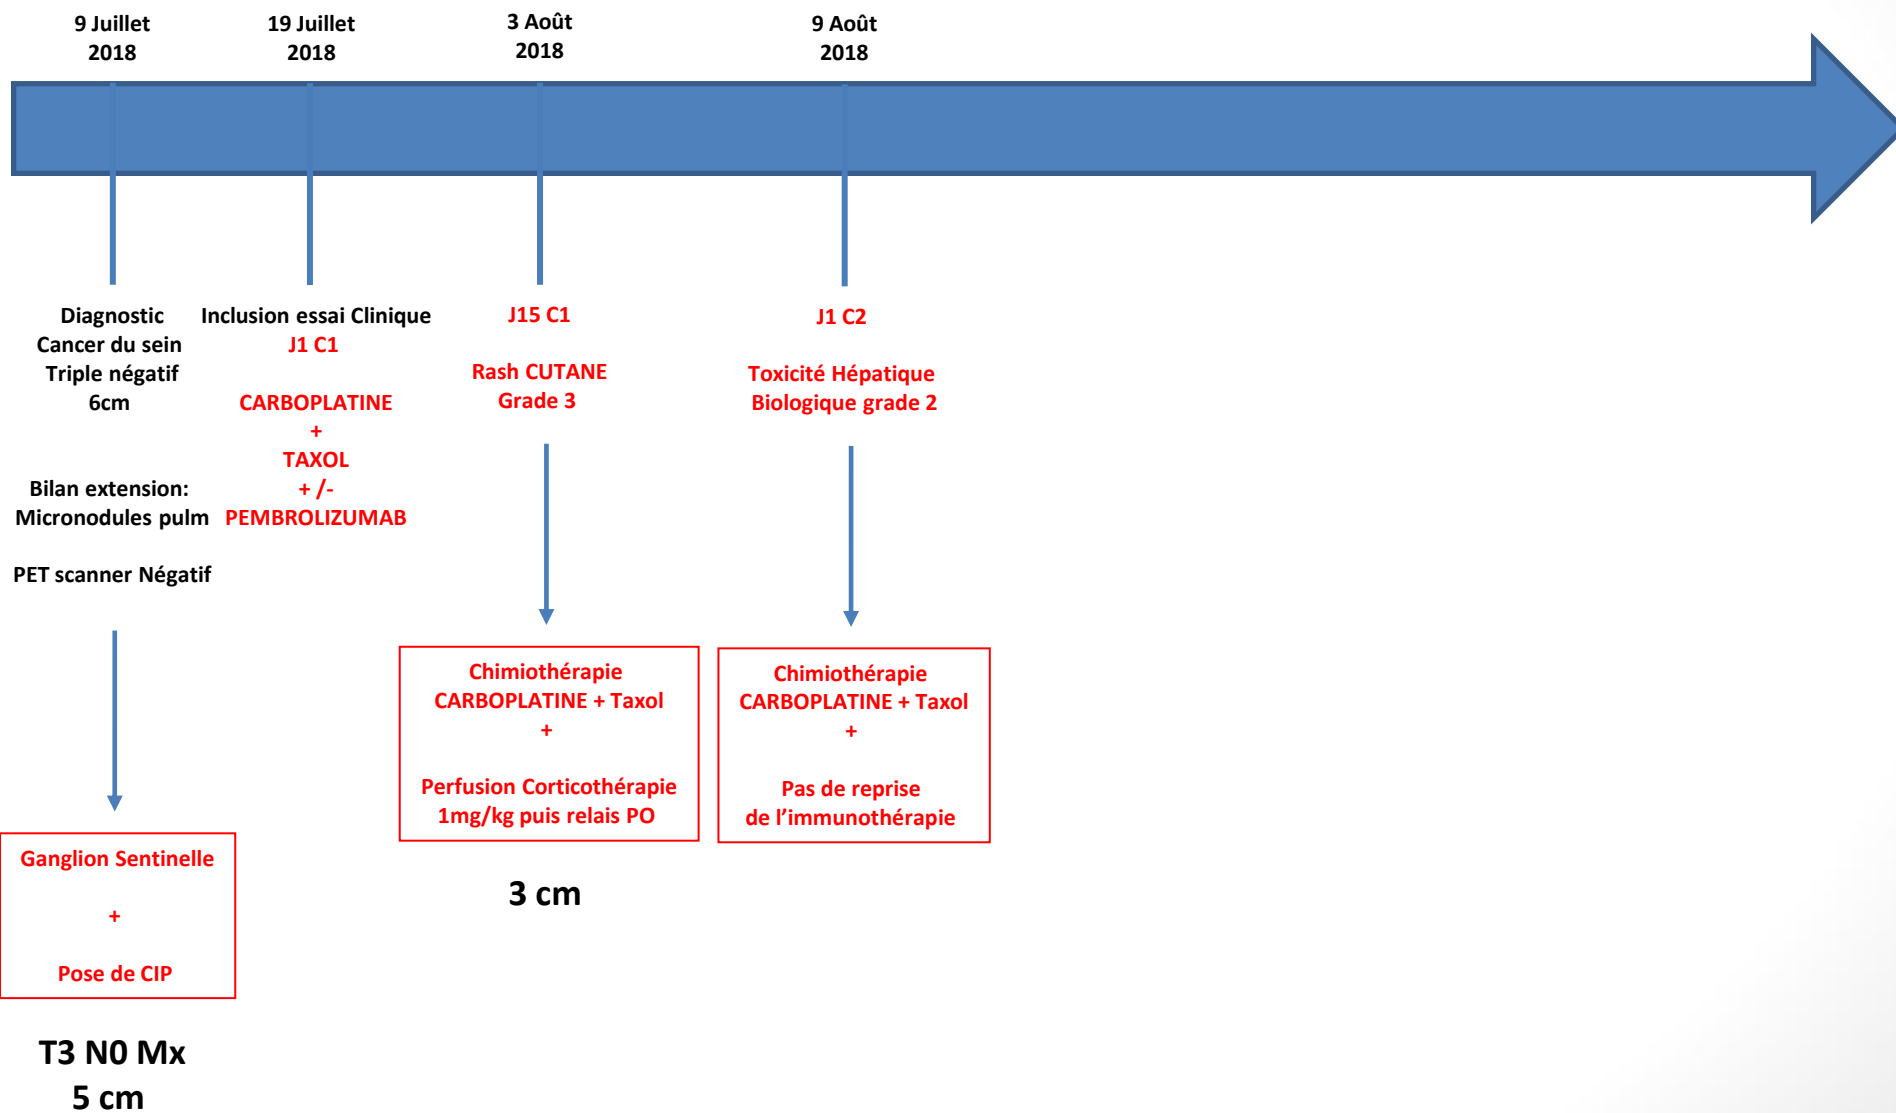 9 Juillet
2018
19 Juillet
2018
3 Août
2018
9 Août
2018
Diagnostic
Cancer du sein
Triple négatif
6cm
Bilan extension:
Micronodules pulm
PET scanner Négatif
Ganglion Sentinelle
+
Pose de CIP
T3 N0 Mx
5 cm
Inclusion essai Clinique
J1 C1
CARBOPLATINE
+
TAXOL
+ /-
PEMBROLIZUMAB
J15 C1
Rash CUTANE
Grade 3
Chimiothérapie
CARBOPLATINE + Taxol
+
Perfusion Corticothérapie
1mg/kg puis relais PO
3 cm
J1 C2
Toxicité Hépatique
Biologique grade 2
Chimiothérapie
CARBOPLATINE + Taxol
+
Pas de reprise
de l’immunothérapie